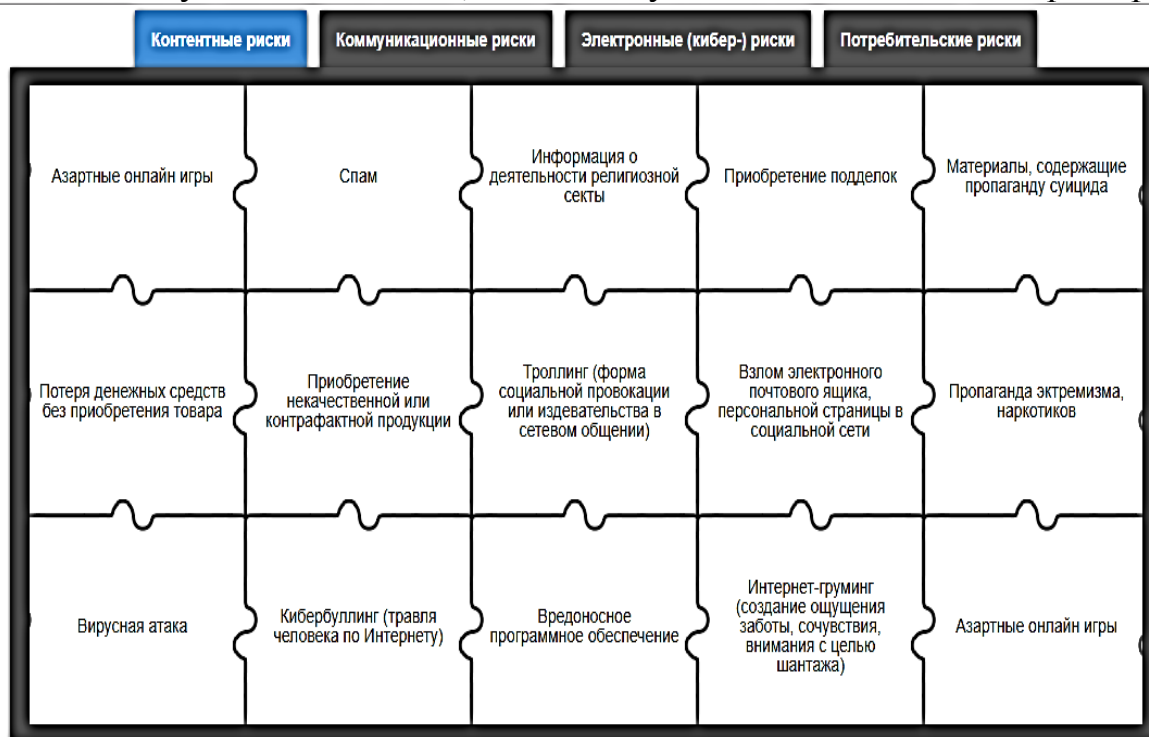 Контентные риски
Коммуникационные риски
Электронные (кибер-) риски
Потребительские риски
Азартные онлайн игры
Спам
Информация о
деятельности религиозной
секты
Приобретение подделок
Материалы, содержащие
пропаганду суицида
Потеря денежных средств
без приобретения товара
Приобретение
некачественной или
контрафактной продукции
Троллинг (форма
социальной провокации
или издевательства в
сетевом общении)
Взлом электронного
почтового ящика,
персональной страницы в
социальной сети
Пропаганда эктремизма,
наркотиков
Вирусная атака
Кибербуллинг (травля
человека по Интернету)
Вредоносное
программное обеспечение
Интернет-груминг
(создание ощущения
заботы, сочувствия,
внимания с целью
шантажа)
Азартные онлайн игры